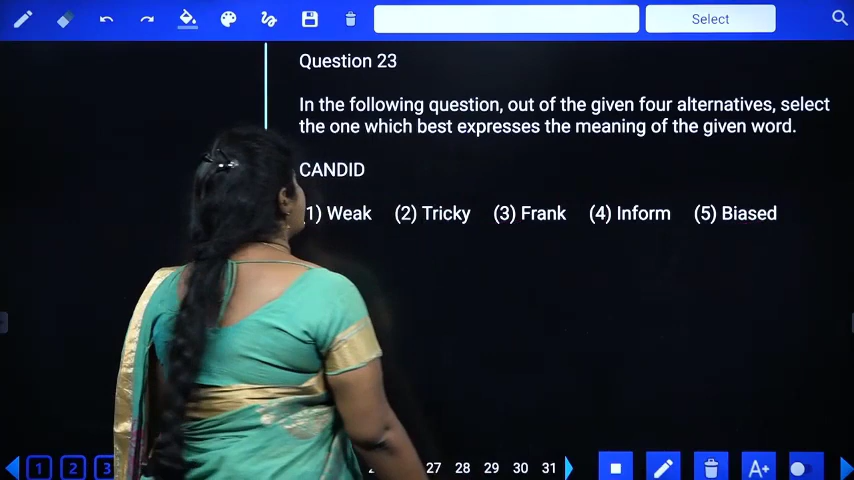 Select
Question 23
In the following question, out of the given four alternatives, select
the one which best expresses the meaning of the given word.
CANDID
1) Weak (2) Tricky (3) Frank (4) Inform (5) Biased
1 2 3 27 28 29 30 31 A+